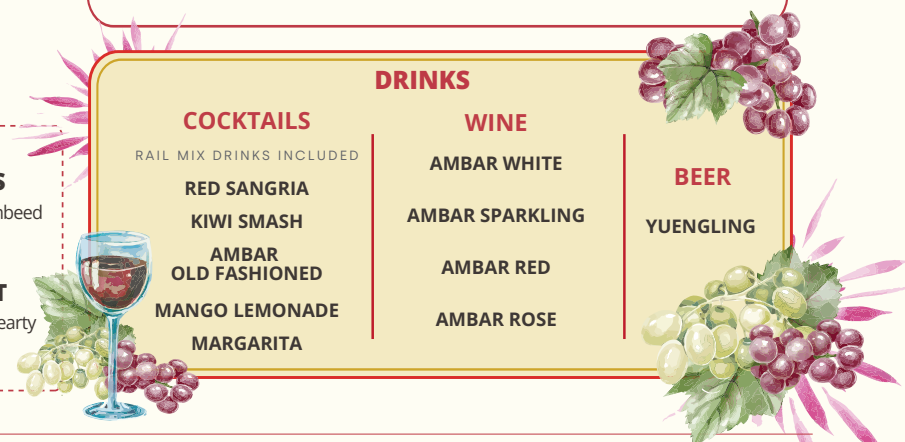 DRINKS
COCKTAILS
RAIL MIX DRINKS INCLUDED
RED SANGRIA
KIWI SMASH
AMBAR
OLD FASHIONED
MANGO LEMONADE
MARGARITA
WINE
AMBAR WHITE
AMBAR SPARKLING
AMBAR RED
AMBAR ROSE
BEER
YUENGLING